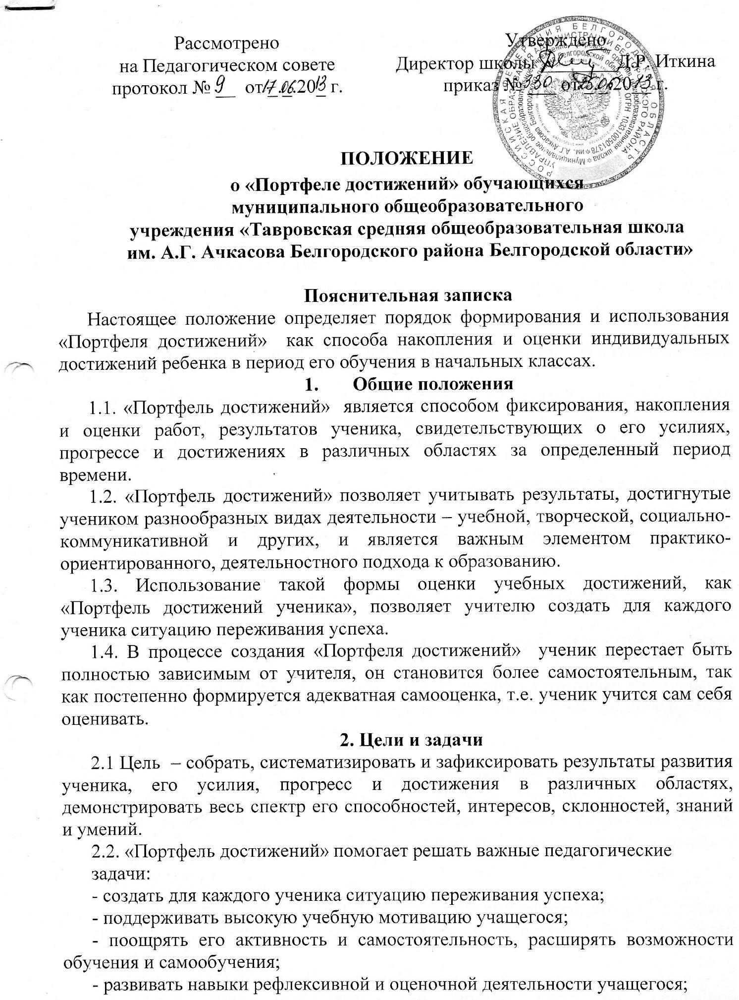 Рассмотрено
на Педагогическом совете
протокол № 9 от 17.06.2013 г.
Утверждено
Директор школы Д.Р. Иткина
приказ № 330 от 25.06.2013 г.
РОССИЙСКАЯ ФЕДЕРАЦИЯ БЕЛГОРОДСКАЯ ОБЛАСТЬ
УПРАВЛЕНИЕ ОБРАЗОВАНИЯ АДМИНИСТРАЦИИ БЕЛГОРОДСКОГО РАЙОНА
ОГРН 1033100501378
ПОЛОЖЕНИЕ
о «Портфеле достижений» обучающихся
муниципального общеобразовательного
учреждения «Тавровская средняя общеобразовательная школа
им. А.Г. Ачкасова Белгородского района Белгородской области»
Пояснительная записка
Настоящее положение определяет порядок формирования и использования
«Портфеля достижений» как способа накопления и оценки индивидуальных
достижений ребенка в период его обучения в начальных классах.
1. Общие положения
1.1. «Портфель достижений» является способом фиксирования, накопления
и оценки работ, результатов ученика, свидетельствующих о его усилиях,
прогрессе и достижениях в различных областях за определенный период
времени.
1.2. «Портфель достижений» позволяет учитывать результаты, достигнутые
учеником разнообразных видах деятельности – учебной, творческой, социально-
коммуникативной и других, и является важным элементом практико-
ориентированного, деятельностного подхода к образованию.
1.3. Использование такой формы оценки учебных достижений, как
«Портфель достижений ученика», позволяет учителю создать для каждого
ученика ситуацию переживания успеха.
1.4. В процессе создания «Портфеля достижений» ученик перестает быть
полностью зависимым от учителя, он становится более самостоятельным, так
как постепенно формируется адекватная самооценка, т.е. ученик учится сам себя
оценивать.
2. Цели и задачи
2.1 Цель – собрать, систематизировать и зафиксировать результаты развития
ученика, его усилия, прогресс и достижения в различных областях,
демонстрировать весь спектр его способностей, интересов, склонностей, знаний
и умений.
2.2. «Портфель достижений» помогает решать важные педагогические
задачи:
- создать для каждого ученика ситуацию переживания успеха;
- поддерживать высокую учебную мотивацию учащегося;
- поощрять его активность и самостоятельность, расширять возможности
обучения и самообучения;
- развивать навыки рефлексивной и оценочной деятельности учащегося;